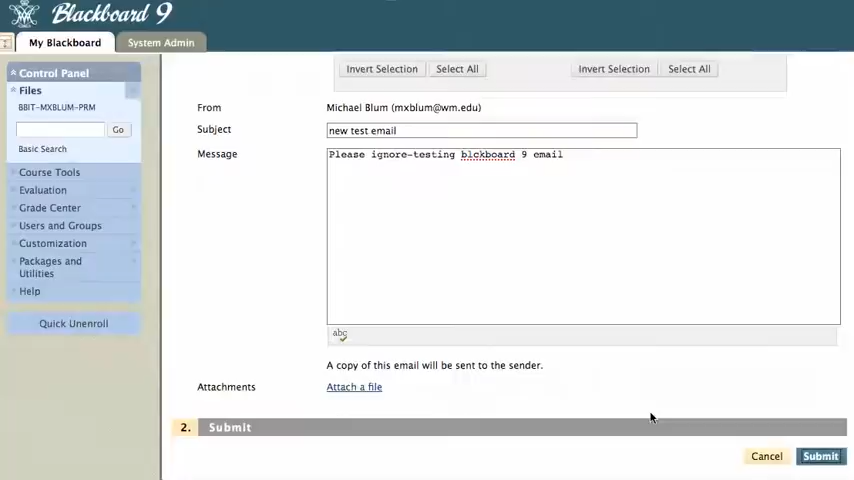 Blackboard 9
My Blackboard
System Admin
Control Panel
Files
BBIT-MXBLUM-PRM
Go
Basic Search
Course Tools
Evaluation
Grade Center
Users and Groups
Customization
Packages and
Utilities
Help
Quick Unenroll
Invert Selection
Select All
Invert Selection
Select All
From
Michael Blum (mxblum@wm.edu)
Subject
new test email
Message
Please ignore-testing blckboard 9 email
abc
A copy of this email will be sent to the sender.
Attachments
Attach a file
2. Submit
Cancel
Submit